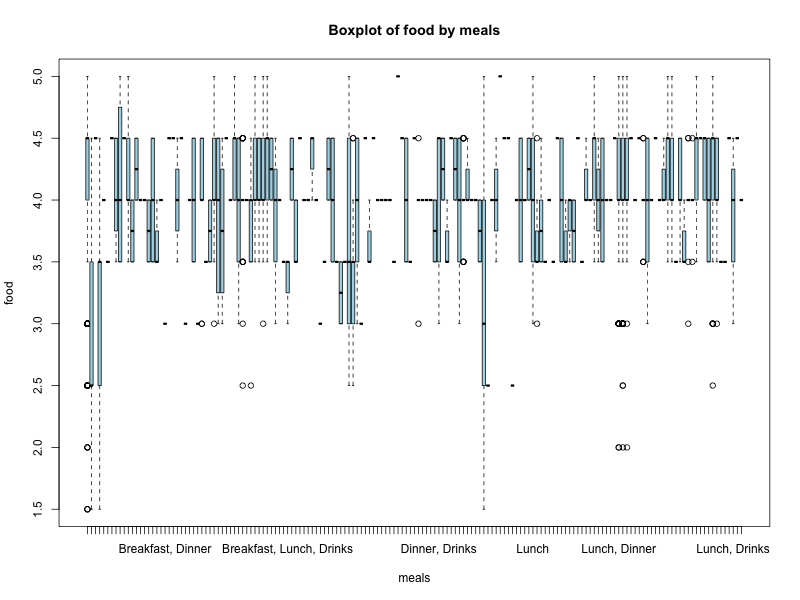 Boxplot of food by meals
food
5.0
4.5
4.0
3.5
3.0
2.5
2.0
1.5
Breakfast, Dinner
Breakfast, Lunch, Drinks
Dinner, Drinks
Lunch
Lunch, Dinner
Lunch, Drinks
meals